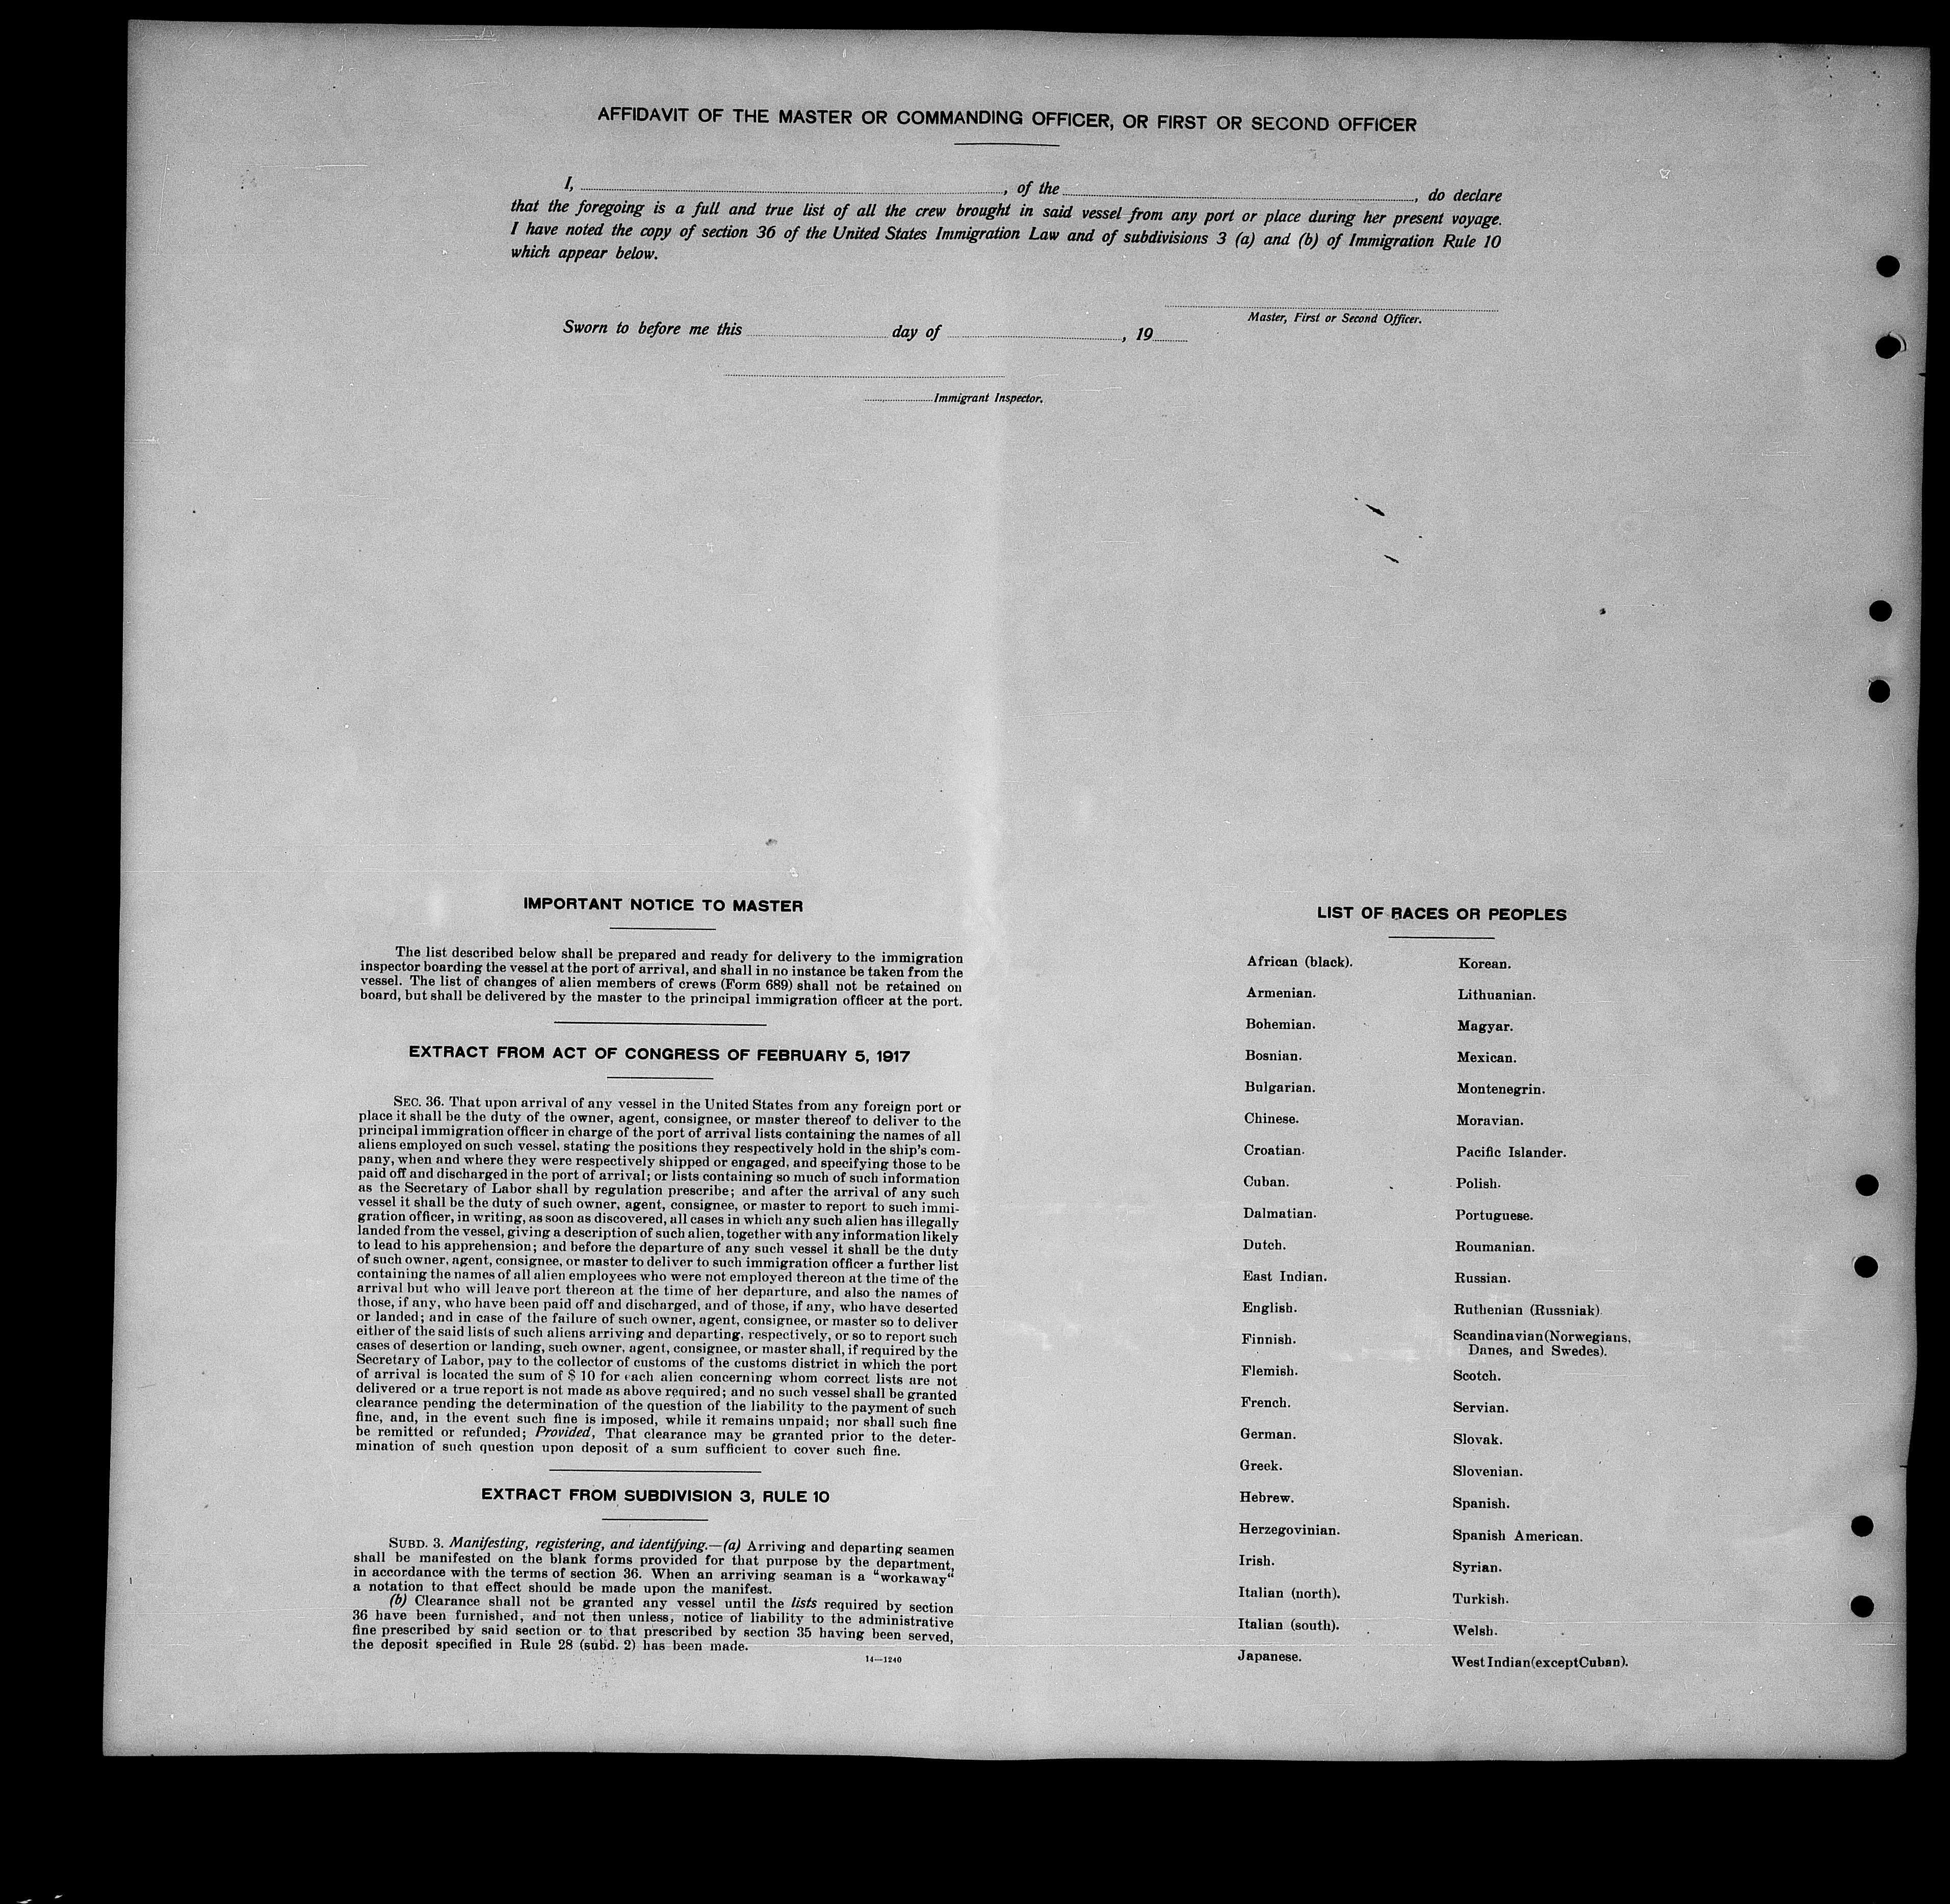 AFFIDAVIT OF THE MASTER OR COMMANDING OFFICER, OR FIRST OR SECOND OFFICER
I, , of the , do declare
that the foregoing is a full and true list of all the crew brought in said vessel from any port or place during her present voyage.
I have noted the copy of section 36 of the United States Immigration Law and of subdivisions 3 (a) and (b) of Immigration Rule 10
which appear below.
Master, First or Second Officer.
Sworn to before me this day of , 19
Immigrant Inspector.
IMPORTANT NOTICE TO MASTER
The list described below shall be prepared and ready for delivery to the immigration
inspector boarding the vessel at the port of arrival, and shall in no instance be taken from the
vessel. The list of changes of alien members of crews (Form 689) shall not be retained on
board, but shall be delivered by the master to the principal immigration officer at the port.
EXTRACT FROM ACT OF CONGRESS OF FEBRUARY 5, 1917
SEC. 36. That upon arrival of any vessel in the United States from any foreign port or
place it shall be the duty of the owner, agent, consignee, or master thereof to deliver to the
principal immigration officer in charge of the port of arrival lists containing the names of all
aliens employed on such vessel, stating the positions they respectively hold in the ship's com-
pany, when and where they were respectively shipped or engaged, and specifying those to be
paid off and discharged in the port of arrival; or lists containing so much of such information
as the Secretary of Labor shall by regulation prescribe; and after the arrival of any such
vessel it shall be the duty of such owner, agent, consignee, or master to report to such immi-
gration officer, in writing, as soon as discovered, all cases in which any such alien has illegally
landed from the vessel, giving a description of such alien, together with any information likely
to lead to his apprehension; and before the departure of any such vessel it shall be the duty
of such owner, agent, consignee, or master to deliver to such immigration officer a further list
containing the names of all alien employees who were not employed thereon at the time of the
arrival but who will leave port thereon at the time of her departure, and also the names of
those, if any, who have been paid off and discharged, and of those, if any, who have deserted
or landed; and in case of the failure of such owner, agent, consignee, or master so to deliver
either of the said lists of such aliens arriving and departing, respectively, or so to report such
cases of desertion or landing, such owner, agent, consignee, or master shall, if required by the
Secretary of Labor, pay to the collector of customs of the customs district in which the port
of arrival is located the sum of $ 10 for each alien concerning whom correct lists are not
delivered or a true report is not made as above required; and no such vessel shall be granted
clearance pending the determination of the question of the liability to the payment of such
fine, and, in the event such fine is imposed, while it remains unpaid; nor shall such fine
be remitted or refunded; Provided, That clearance may be granted prior to the deter-
mination of such question upon deposit of a sum sufficient to cover such fine.
EXTRACT FROM SUBDIVISION 3, RULE 10
SUBD. 3. Manifesting, registering, and identifying.—(a) Arriving and departing seamen
shall be manifested on the blank forms provided for that purpose by the department,
in accordance with the terms of section 36. When an arriving seaman is a "workaway"
a notation to that effect should be made upon the manifest.
(b) Clearance shall not be granted any vessel until the lists required by section
36 have been furnished, and not then unless, notice of liability to the administrative
fine prescribed by said section or to that prescribed by section 35 having been served,
the deposit specified in Rule 28 (subd. 2) has been made.
14—1240
LIST OF RACES OR PEOPLES
African (black).
Armenian.
Bohemian.
Bosnian.
Bulgarian.
Chinese.
Croatian.
Cuban.
Dalmatian.
Dutch.
East Indian.
English.
Finnish.
Flemish.
French.
German.
Greek.
Hebrew.
Herzegovinian.
Irish.
Italian (north).
Italian (south).
Japanese.
Korean.
Lithuanian.
Magyar.
Mexican.
Montenegrin.
Moravian.
Pacific Islander.
Polish.
Portuguese.
Roumanian.
Russian.
Ruthenian (Russniak)
Scandinavian (Norwegians,
Danes, and Swedes).
Scotch.
Servian.
Slovak.
Slovenian.
Spanish.
Spanish American.
Syrian.
Turkish.
Welsh.
West Indian (except Cuban).